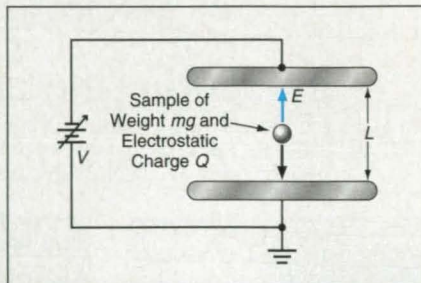 E
Sample of
Weight mg and
Electrostatic
Charge Q
L
V